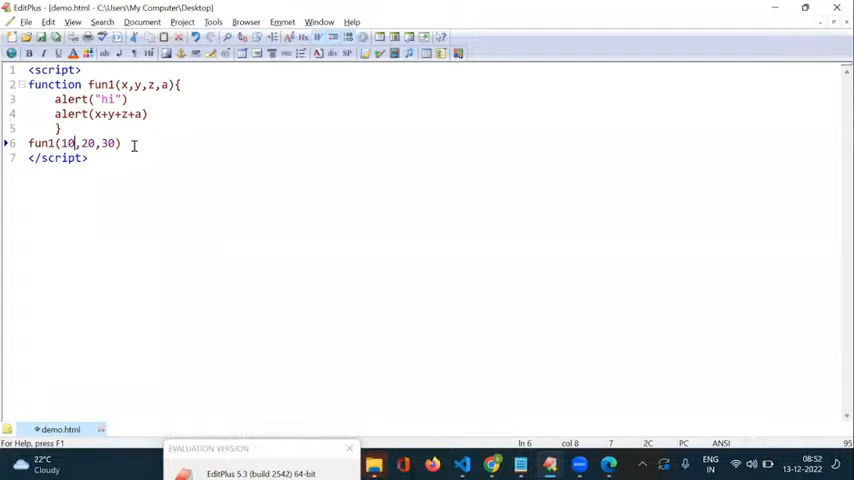 EditPlus - [demo.html - C:\Users\My Computer\Desktop]
File Edit View Search Document Project Tools Browser Emmet Window Help
1 <script>
2 function fun1(x,y,z,a){
3 alert("hi")
4 alert(x+y+z+a)
5 }
6 fun1(10,20,30)
7 </script>
demo.html
For Help, press F1 ln 6 col 8 7 2C PC ANSI 95
EVALUATION VERSION
EditPlus 5.3 (build 2542) 64-bit
22°C
Cloudy
ENG
IN
08:52
13-12-2022